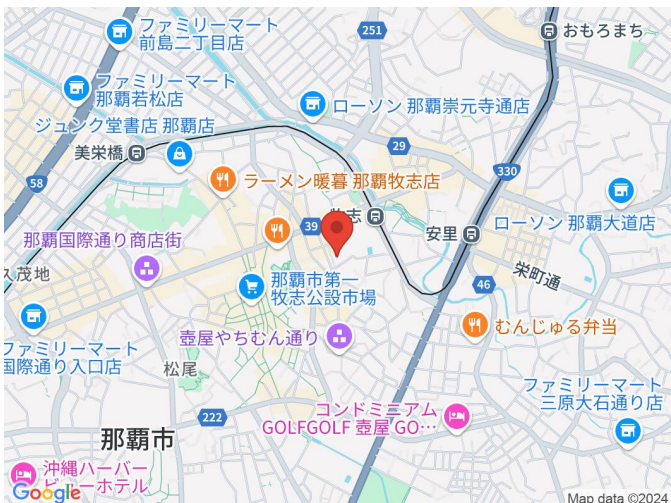 ファミリーマート
前島二丁目店
251
おもろまち
ファミリーマート
那覇若松店
ローソン 那覇崇元寺通店
ジュンク堂書店 那覇店
美栄橋
29
58
330
ラーメン暖暮 那覇牧志店
牧志
ローソン 那覇大道店
39
安里
那覇国際通り商店街
久茂地
栄町通
46
那覇市第一
牧志公設市場
壺屋やちむん通り
むんじゅる弁当
ファミリーマート
国際通り入口店
松尾
ファミリーマート
三原大石通り店
コンドミニアム
GOLFGOLF 壺屋 GO…
222
那覇市
沖縄ハーバー
ビューホテル
Google
Map data ©2024